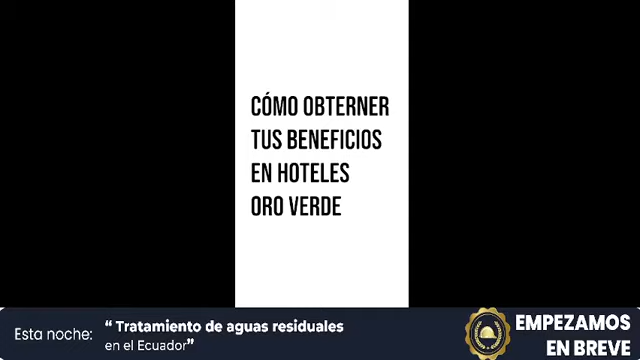 CÓMO OBTERNER
TUS BENEFICIOS
EN HOTELES
ORO VERDE
Esta noche:
“ Tratamiento de aguas residuales
en el Ecuador”
EMPEZAMOS
EN BREVE